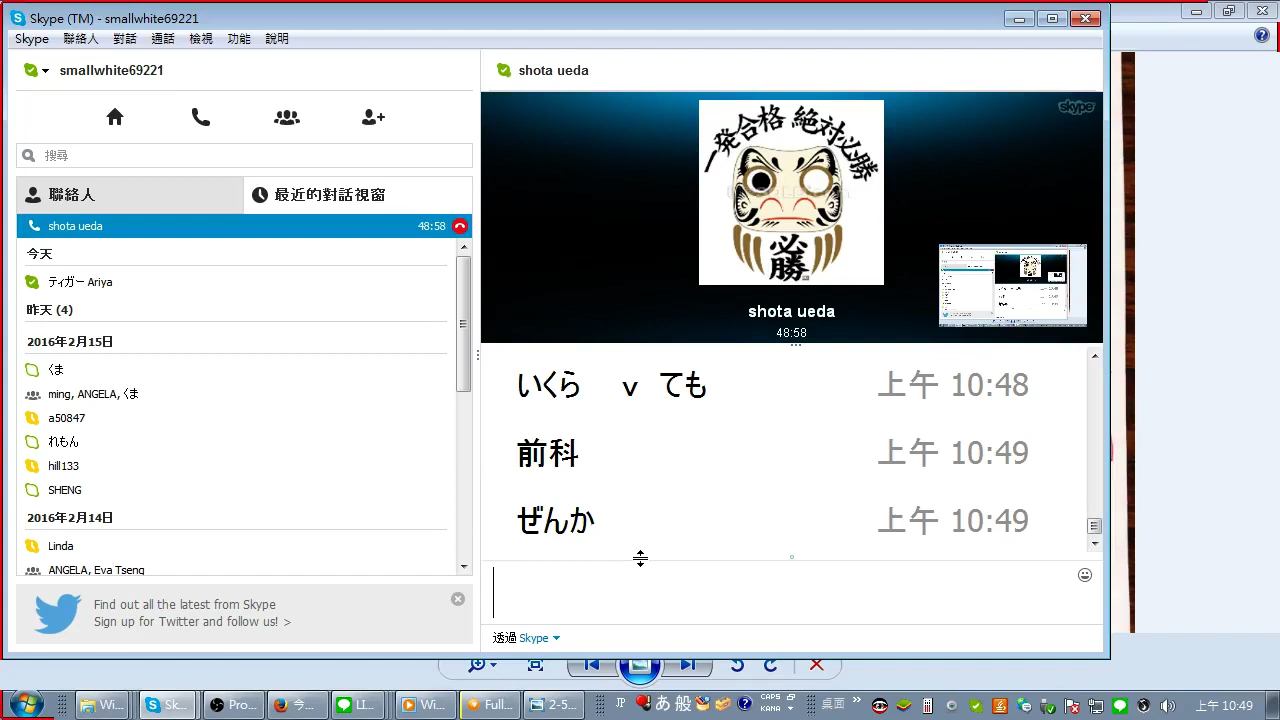 Skype (TM) - smallwhite69221
Skype 聯絡人 對話 通話 檢視 功能 說明
smallwhite69221
搜尋
聯絡人
最近的對話視窗
shota ueda 48:58
今天
ティガー Ariya
昨天 (4)
2016年2月15日
くま
ming, ANGELA, くま
a50847
れもん
hill133
SHENG
2016年2月14日
Linda
ANGELA, Eva Tseng
Find out all the latest from Skype
Sign up for Twitter and follow us! >
shota ueda
skype
一発合格 絶対必勝
必勝
shota ueda
48:58
いくら v ても 上午 10:48
前科 上午 10:49
ぜんか 上午 10:49
透過 Skype
Wi... Sk... Pro... 今... LI... Wi... Full... 2-5... JP あ 般 CAPS KANA 桌面 » 上午 10:49